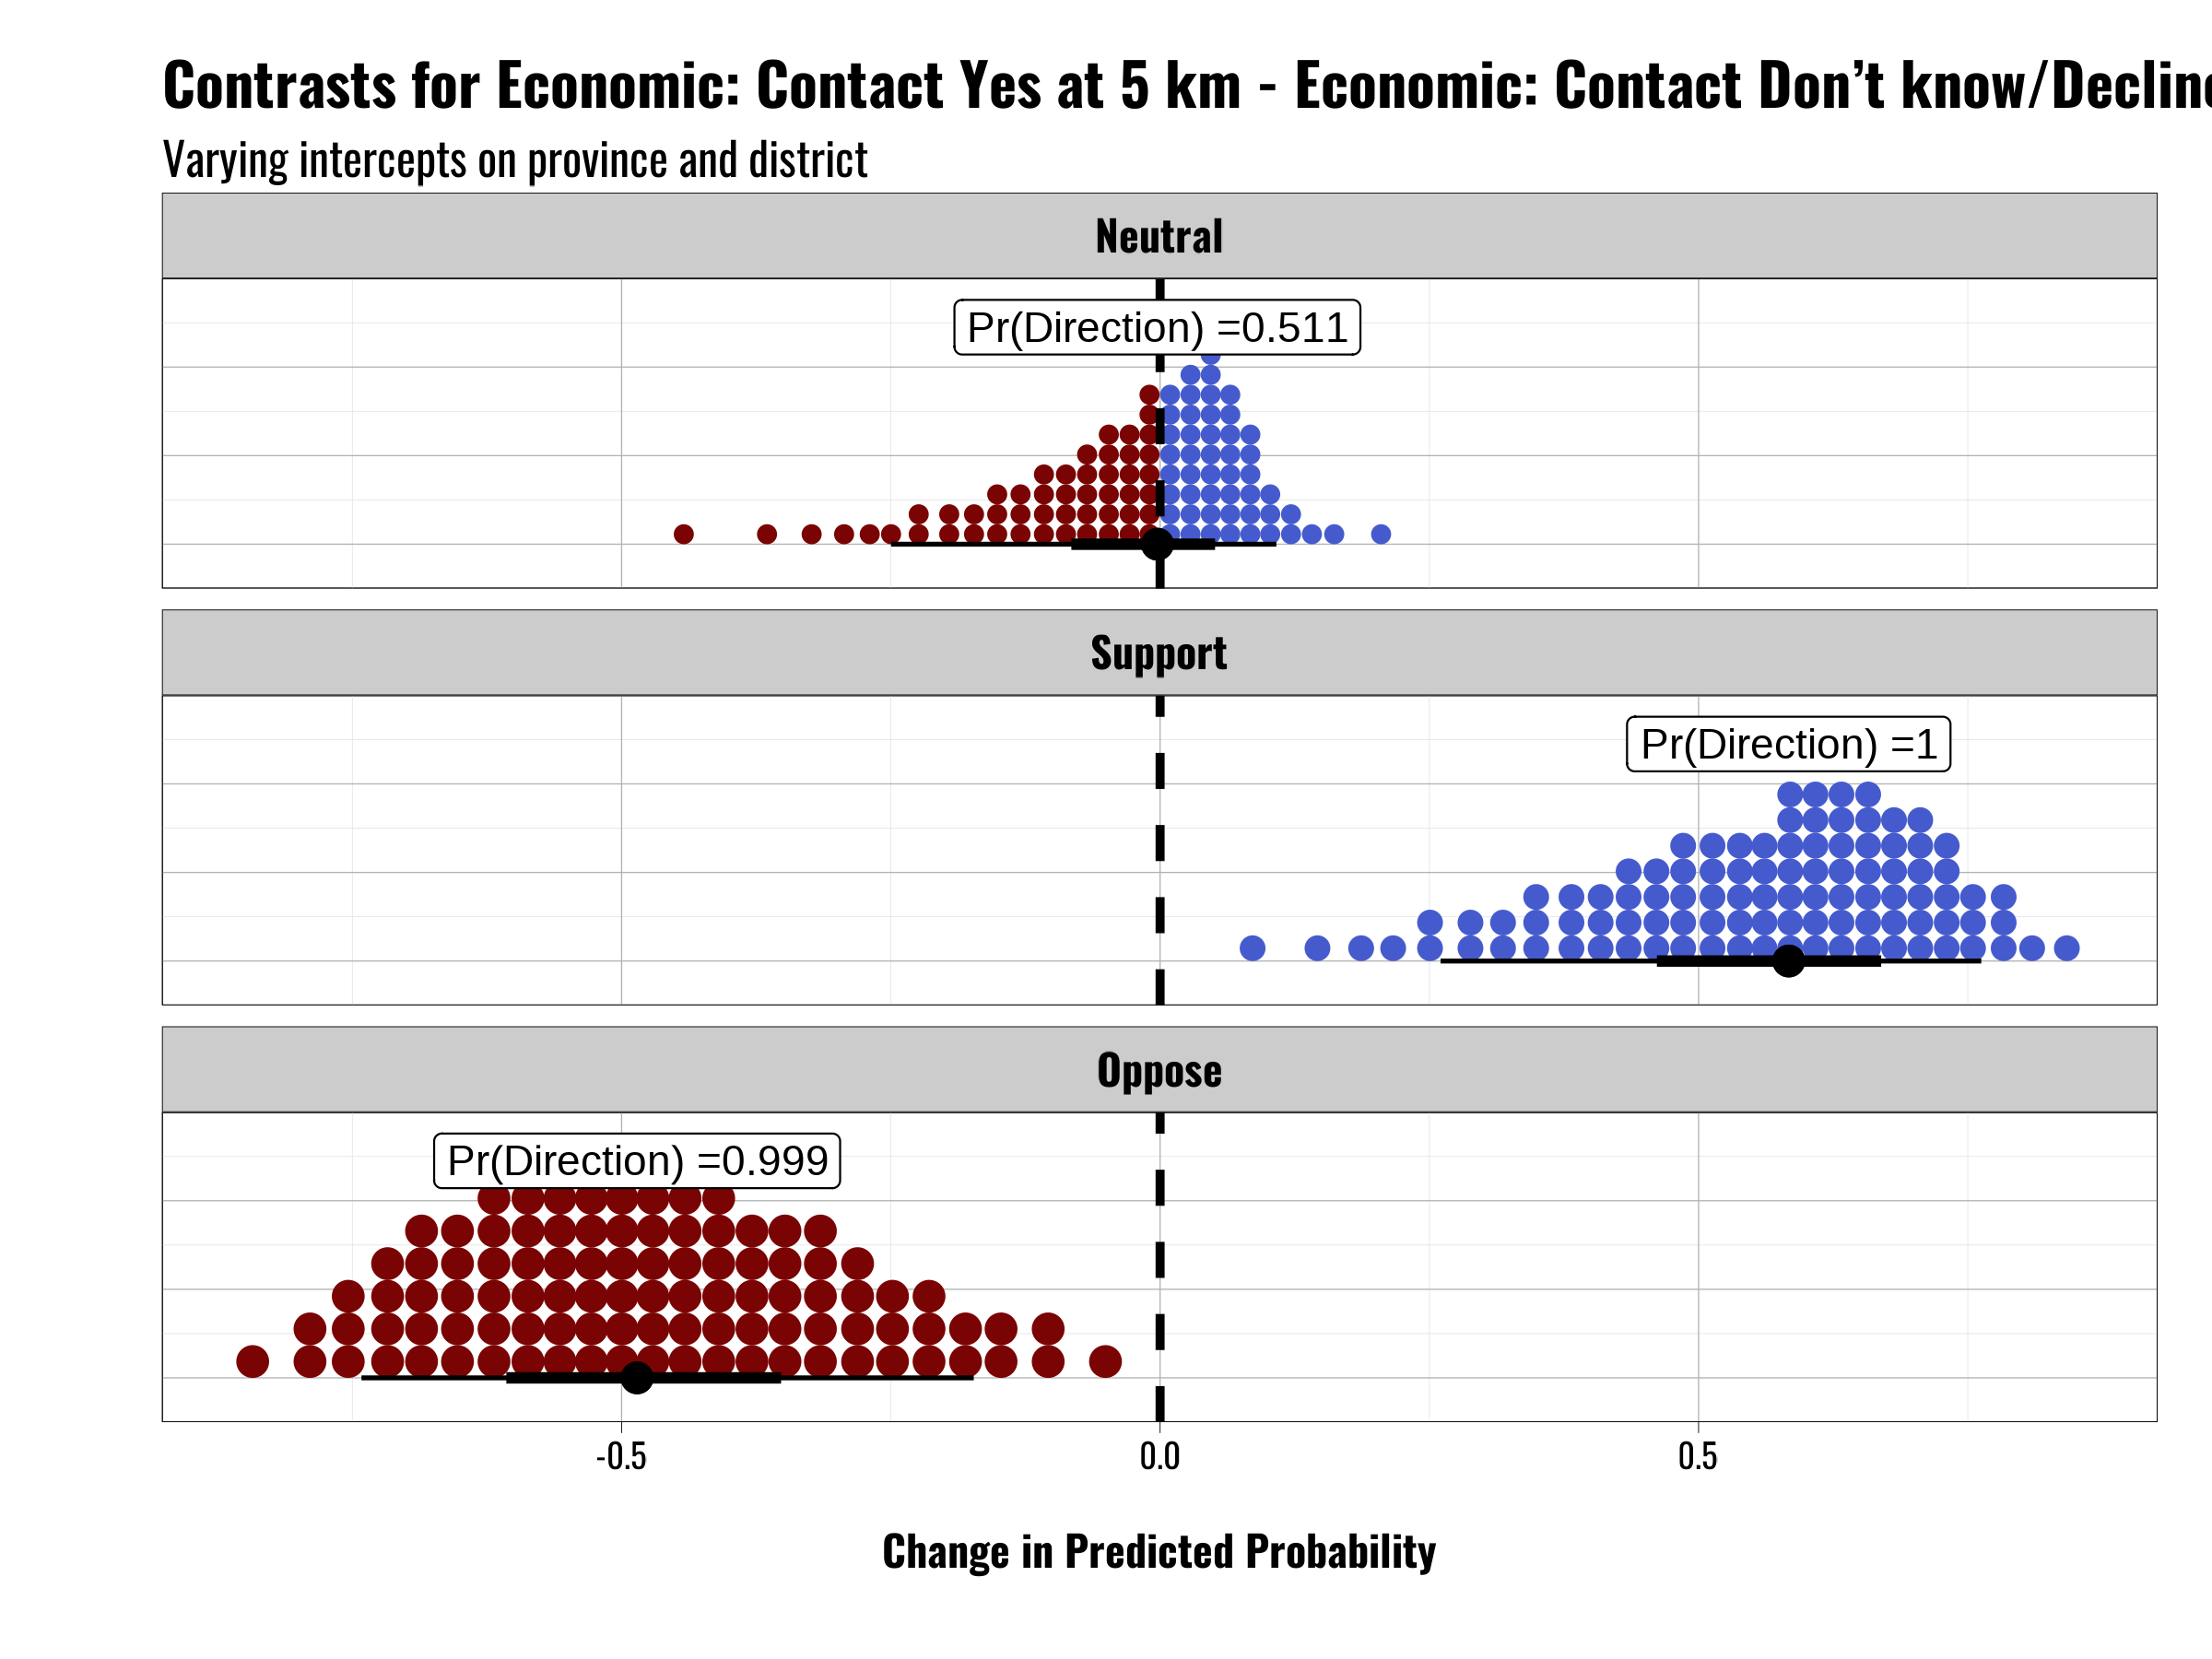 Contrasts for Economic: Contact Yes at 5 km - Economic: Contact Don’t know/Decline
Varying intercepts on province and district
Neutral
Pr(Direction) =0.511
Support
Pr(Direction) =1
Oppose
Pr(Direction) =0.999
-0.5 0.0 0.5
Change in Predicted Probability